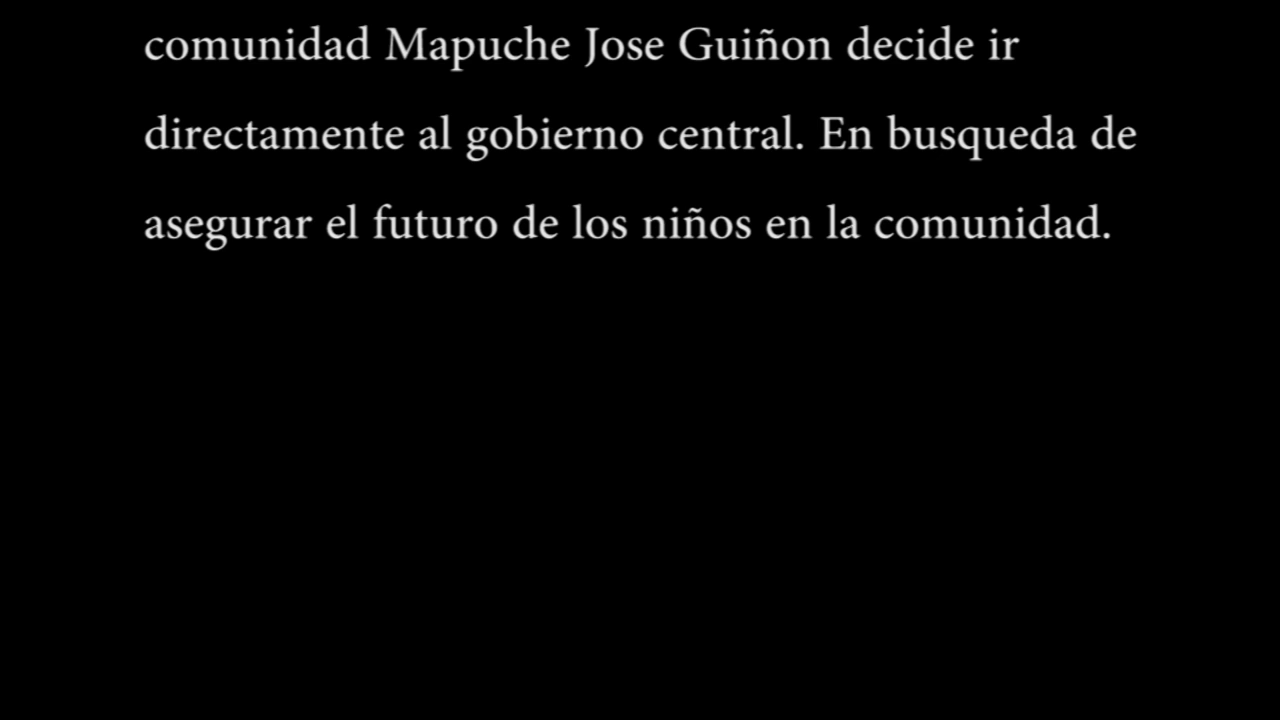 comunidad Mapuche Jose Guiñon decide ir
directamente al gobierno central. En busqueda de
asegurar el futuro de los niños en la comunidad.